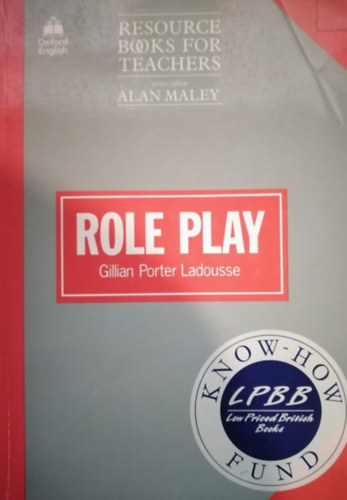 Oxford
English
RESOURCE
BOOKS FOR
TEACHERS
series editor
ALAN MALEY
ROLE PLAY
Gillian Porter Ladousse
KNOW-HOW
LPBB
Low Priced British
Books
FUND